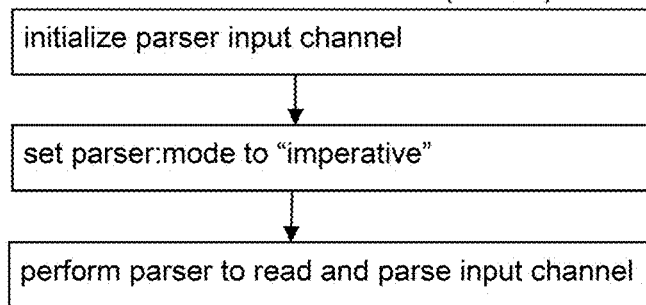 initialize parser input channel
set parser:mode to “imperative”
perform parser to read and parse input channel